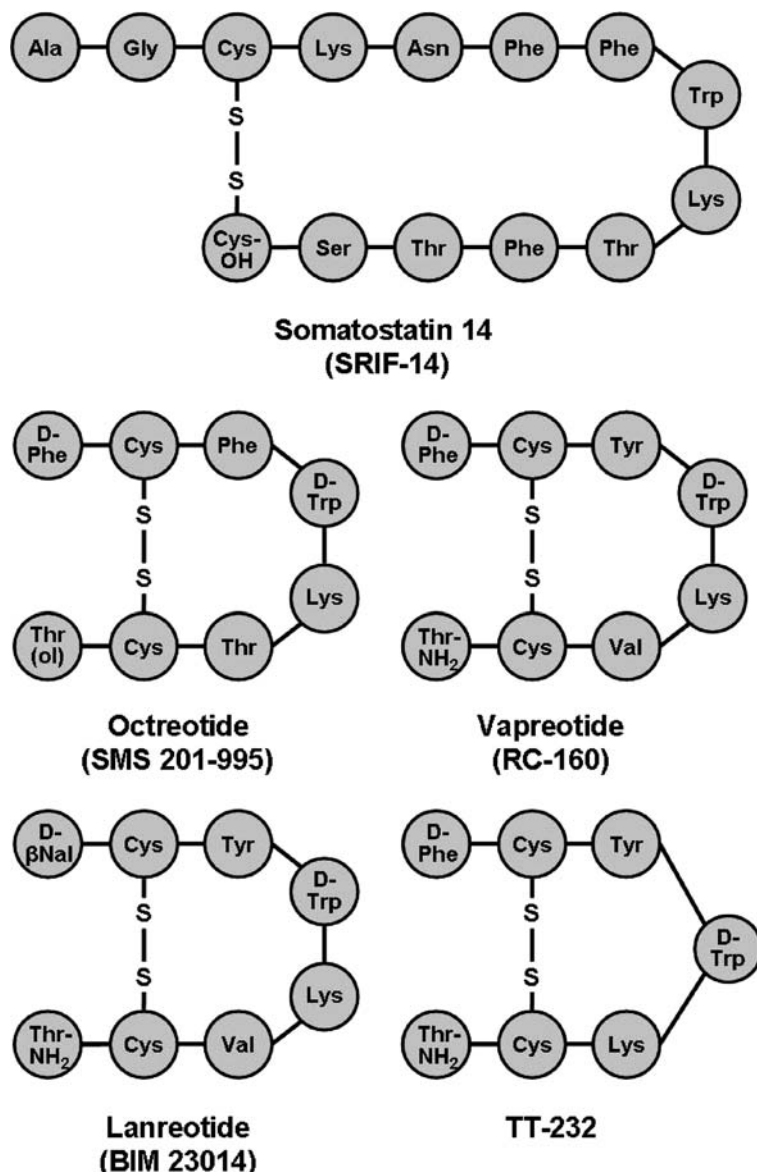 Ala Gly Cys Lys Asn Phe Phe
Trp
S
S
Lys
Cys-
OH Ser Thr Phe Thr
Somatostatin 14
(SRIF-14)
D-
Phe Cys Phe
D-
Trp
S
S
Lys
Thr
(ol) Cys Thr
Octreotide
(SMS 201-995)
D-
Phe Cys Tyr
D-
Trp
S
S
Lys
Thr-
NH₂ Cys Val
Vapreotide
(RC-160)
D-
βNal Cys Tyr
D-
Trp
S
S
Lys
Thr-
NH₂ Cys Val
Lanreotide
(BIM 23014)
D-
Phe Cys Tyr
S
D-
Trp
S
Thr-
NH₂ Cys Lys
TT-232